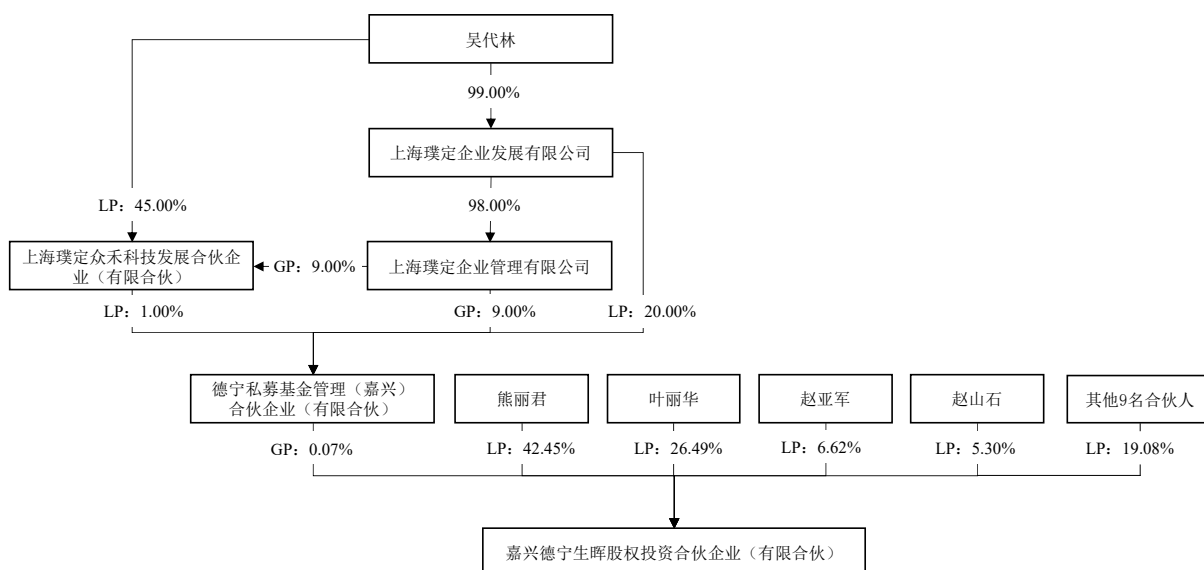 吴代林
99.00%
上海璞定企业发展有限公司
LP：45.00%
98.00%
上海璞定众禾科技发展合伙企
业（有限合伙）
GP：9.00%
上海璞定企业管理有限公司
LP：1.00%
GP：9.00%
LP：20.00%
德宁私募基金管理（嘉兴）
合伙企业（有限合伙）
熊丽君
叶丽华
赵亚军
赵山石
其他9名合伙人
GP：0.07%
LP：42.45%
LP：26.49%
LP：6.62%
LP：5.30%
LP：19.08%
嘉兴德宁生晖股权投资合伙企业（有限合伙）